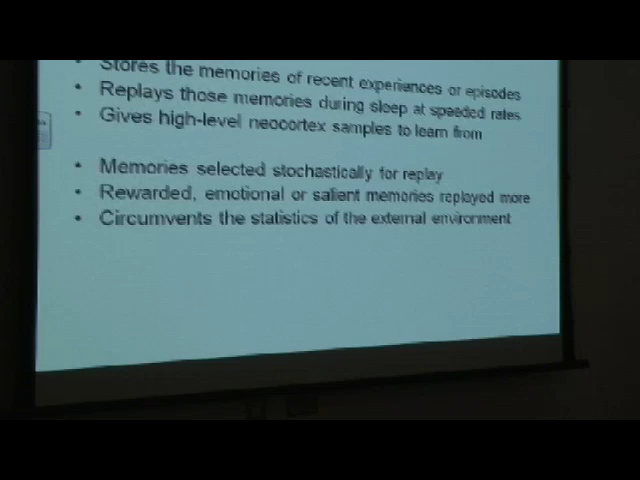 • Stores the memories of recent experiences or episodes
• Replays those memories during sleep at speeded rates
• Gives high-level neocortex samples to learn from
• Memories selected stochastically for replay
• Rewarded, emotional or salient memories replayed more
• Circumvents the statistics of the external environment